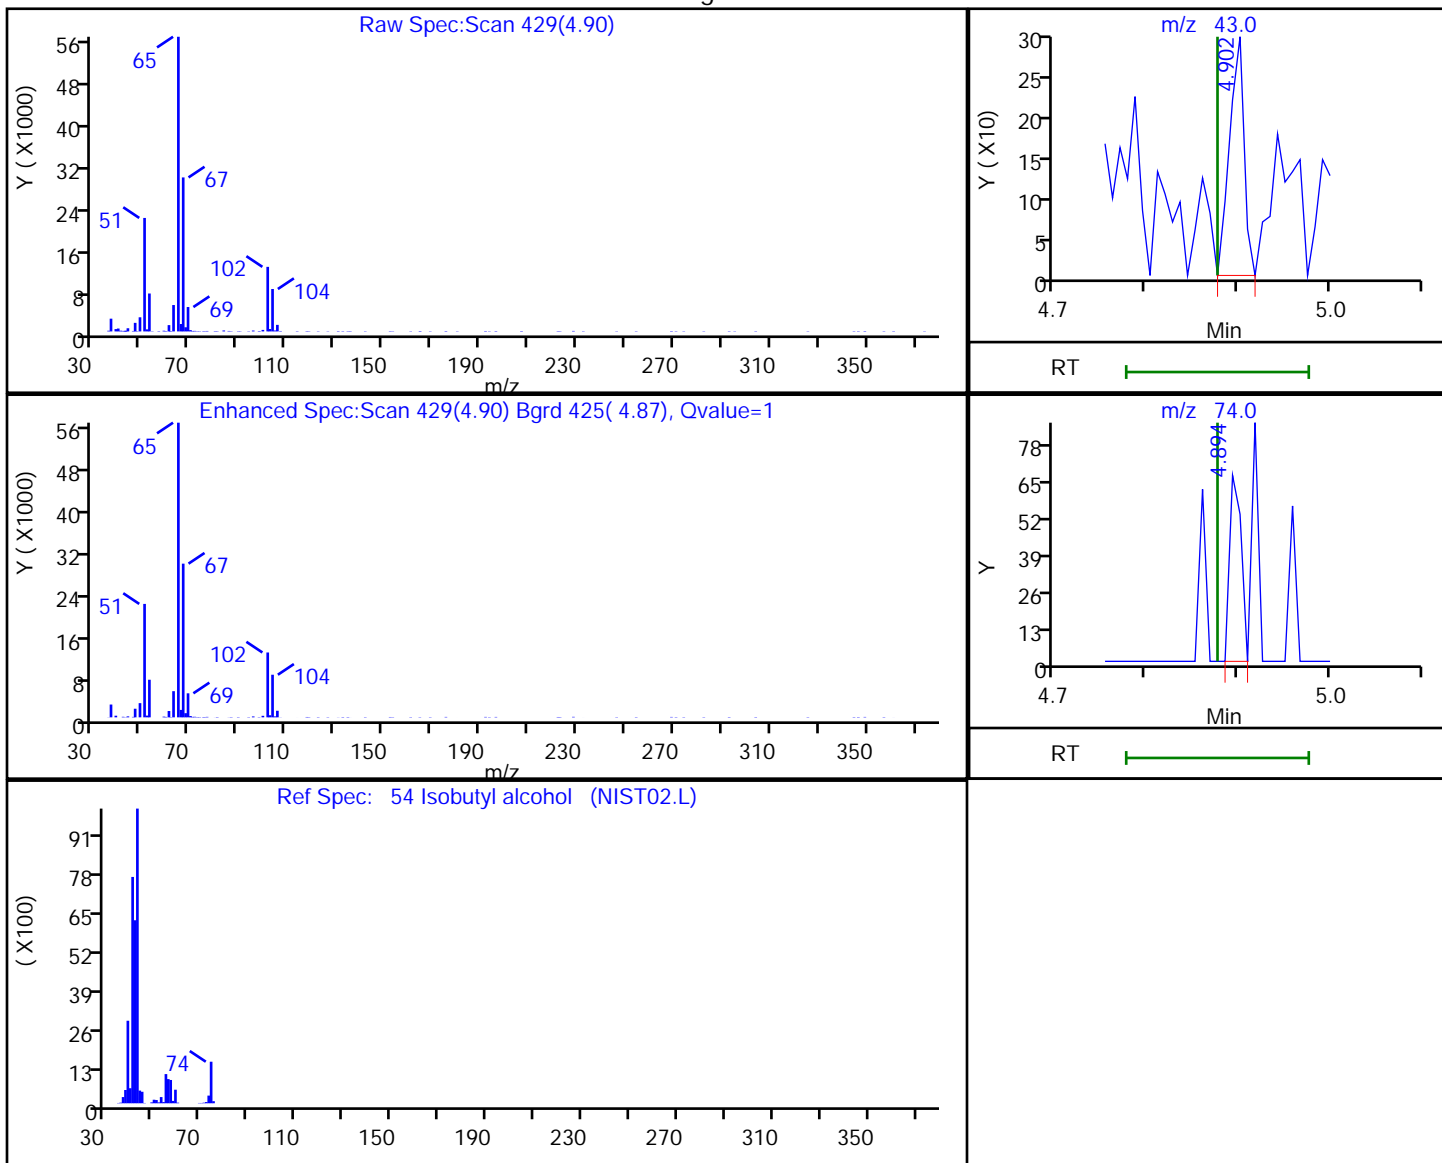 Raw Spec:Scan 429(4.90)
56
48
40
32
24
16
8
0
Y ( X1000)
65
67
51
102
104
69
30 70 110 150 190 230 270 310 350
m/z
m/z 43.0
30
25
20
15
10
5
0
Y ( X10)
4.902
4.7 5.0
Min
RT
Enhanced Spec:Scan 429(4.90) Bgrd 425( 4.87), Qvalue=1
56
48
40
32
24
16
8
0
Y ( X1000)
65
67
51
102
104
69
30 70 110 150 190 230 270 310 350
m/z
m/z 74.0
78
65
52
39
26
13
0
Y
4.894
4.7 5.0
Min
RT
Ref Spec: 54 Isobutyl alcohol (NIST02.L)
91
78
65
52
39
26
13
0
( X100)
74
30 70 110 150 190 230 270 310 350